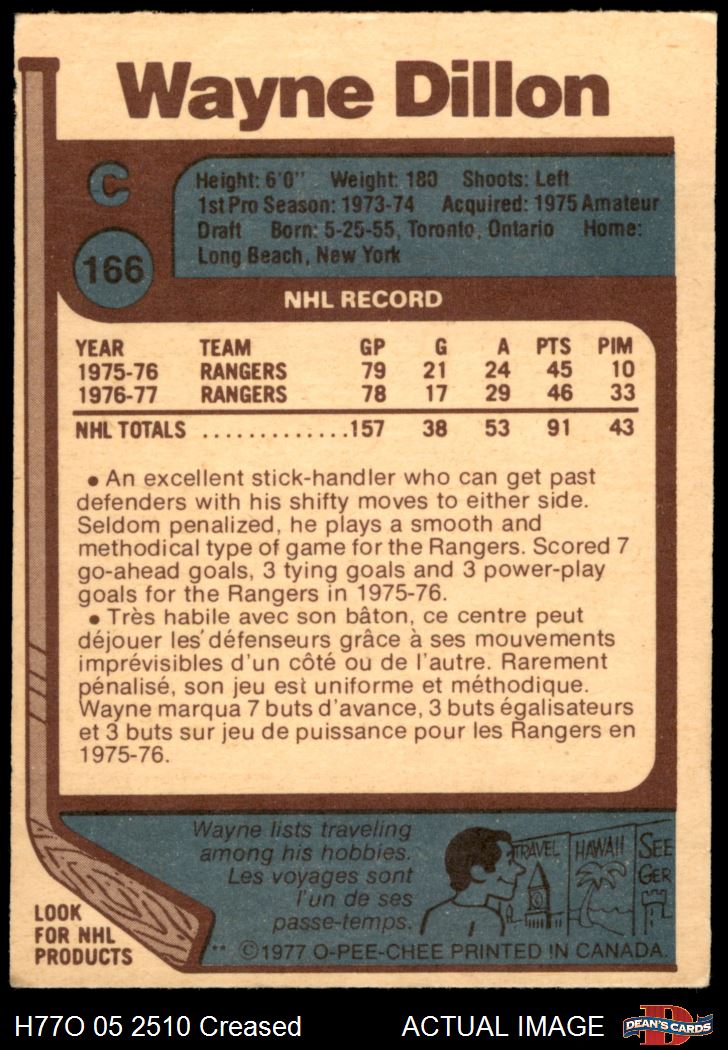 Wayne Dillon
C
166
Height: 6'0" Weight: 180 Shoots: Left
1st Pro Season: 1973-74 Acquired: 1975 Amateur
Draft Born: 5-25-55, Toronto, Ontario Home:
Long Beach, New York
NHL RECORD
YEAR TEAM GP G A PTS PIM
1975-76 RANGERS 79 21 24 45 10
1976-77 RANGERS 78 17 29 46 33
NHL TOTALS .............157 38 53 91 43
• An excellent stick-handler who can get past
defenders with his shifty moves to either side.
Seldom penalized, he plays a smooth and
methodical type of game for the Rangers. Scored 7
go-ahead goals, 3 tying goals and 3 power-play
goals for the Rangers in 1975-76.
• Très habile avec son bâton, ce centre peut
déjouer les défenseurs grâce à ses mouvements
imprévisibles d'un côté ou de l'autre. Rarement
pénalisé, son jeu est uniforme et méthodique.
Wayne marqua 7 buts d'avance, 3 buts égalisateurs
et 3 buts sur jeu de puissance pour les Rangers en
1975-76.
Wayne lists traveling
among his hobbies.
Les voyages sont
l'un de ses
passe-temps.
TRAVEL
HAWAII
SEE
GER
LOOK
FOR NHL
PRODUCTS
** ©1977 O-PEE-CHEE PRINTED IN CANADA.
H77O 05 2510 Creased
ACTUAL IMAGE
D
DEAN'S CARDS